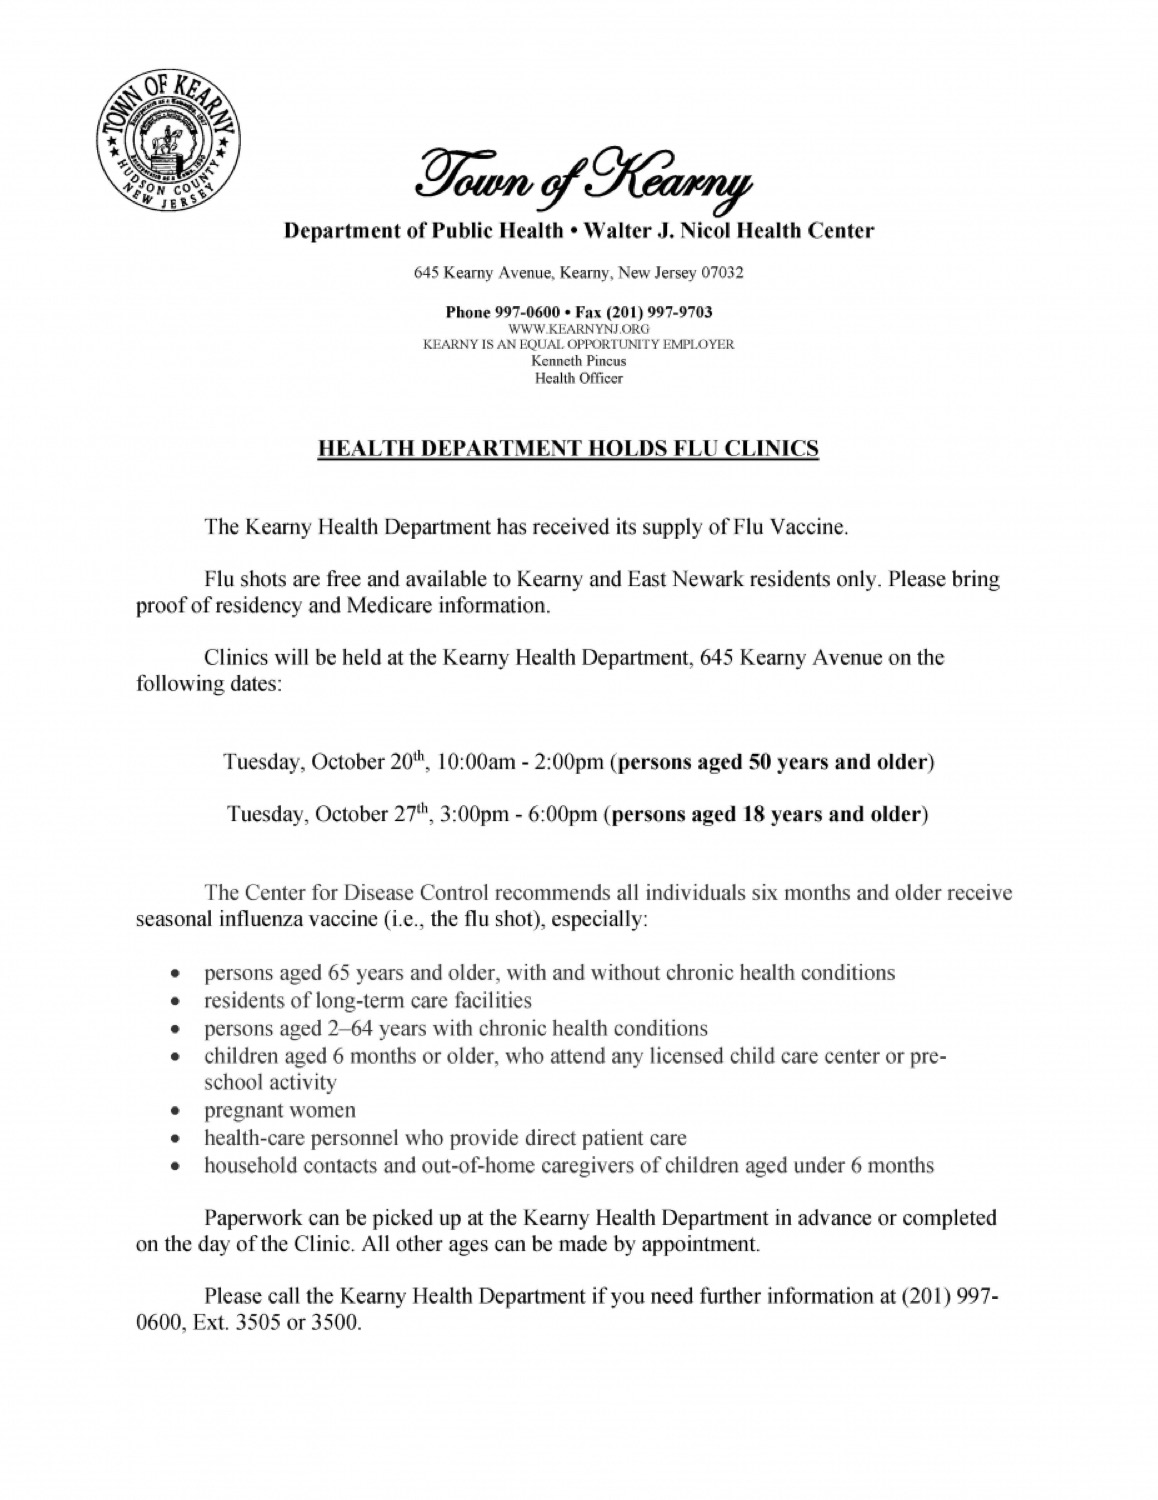 TOWN OF KEARNY
HUDSON COUNTY
NEW JERSEY
Town of Kearny
Department of Public Health • Walter J. Nicol Health Center
645 Kearny Avenue, Kearny, New Jersey 07032
Phone 997-0600 • Fax (201) 997-9703
WWW.KEARNYNJ.ORG
KEARNY IS AN EQUAL OPPORTUNITY EMPLOYER
Kenneth Pincus
Health Officer
HEALTH DEPARTMENT HOLDS FLU CLINICS
The Kearny Health Department has received its supply of Flu Vaccine.
Flu shots are free and available to Kearny and East Newark residents only. Please bring
proof of residency and Medicare information.
Clinics will be held at the Kearny Health Department, 645 Kearny Avenue on the
following dates:
Tuesday, October 20th, 10:00am - 2:00pm (persons aged 50 years and older)
Tuesday, October 27th, 3:00pm - 6:00pm (persons aged 18 years and older)
The Center for Disease Control recommends all individuals six months and older receive
seasonal influenza vaccine (i.e., the flu shot), especially:
• persons aged 65 years and older, with and without chronic health conditions
• residents of long-term care facilities
• persons aged 2–64 years with chronic health conditions
• children aged 6 months or older, who attend any licensed child care center or pre-
school activity
• pregnant women
• health-care personnel who provide direct patient care
• household contacts and out-of-home caregivers of children aged under 6 months
Paperwork can be picked up at the Kearny Health Department in advance or completed
on the day of the Clinic. All other ages can be made by appointment.
Please call the Kearny Health Department if you need further information at (201) 997-
0600, Ext. 3505 or 3500.